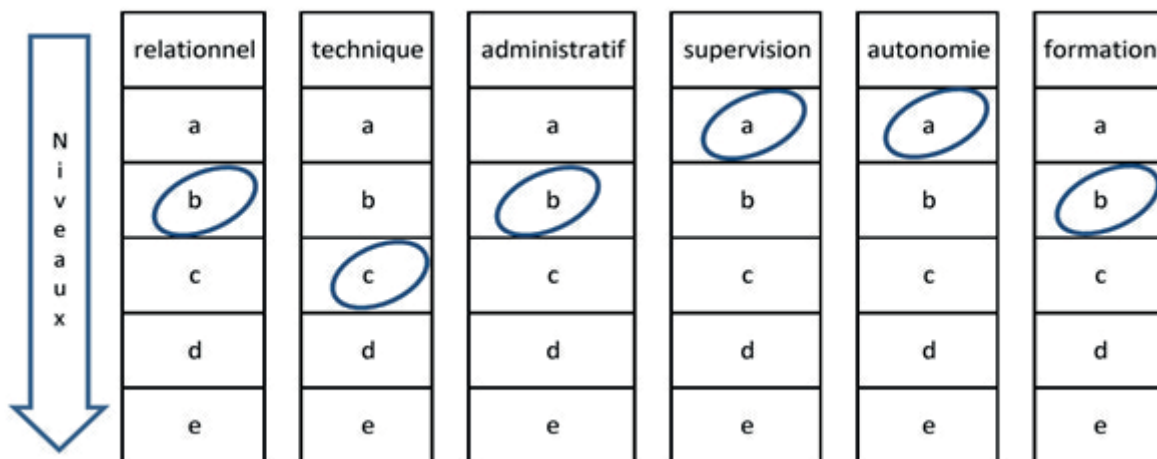 relationnel technique administratif supervision autonomie formation
a a a a a a
b b b b b b
c c c c c c
d d d d d d
e e e e e e
Niveaux